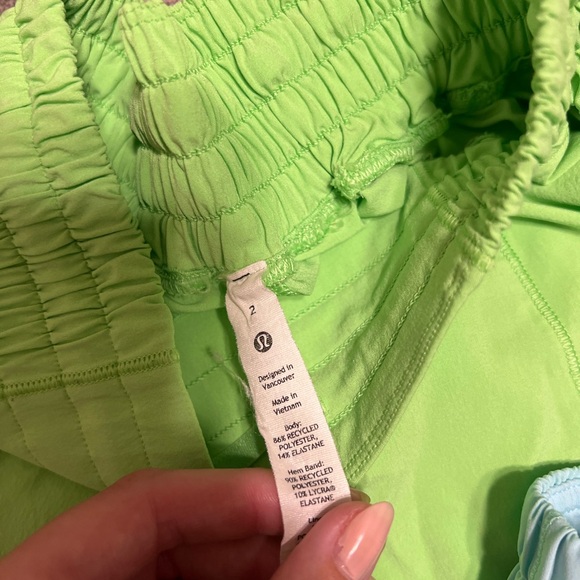 2
Designed in
Vancouver
Made in
Vietnam
Body:
86% RECYCLED
POLYESTER,
14% ELASTANE
Hem Band:
90% RECYCLED
POLYESTER,
10% LYCRA®
ELASTANE